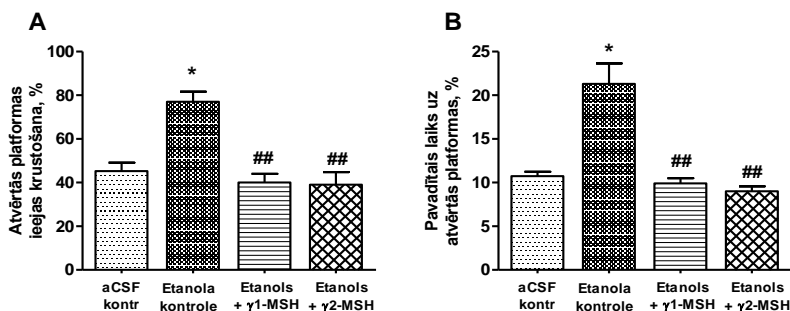 A
Atvērtās platformas
ieejas krustošana, %
100
80
60
40
20
0
*
##
##
aCSF
kontr
Etanola
kontrole
Etanols
+ γ1-MSH
Etanols
+ γ2-MSH
B
Pavadītais laiks uz
atvērtās platformas, %
25
20
15
10
5
0
*
##
##
aCSF
kontr
Etanola
kontrole
Etanols
+ γ1-MSH
Etanols
+ γ2-MSH